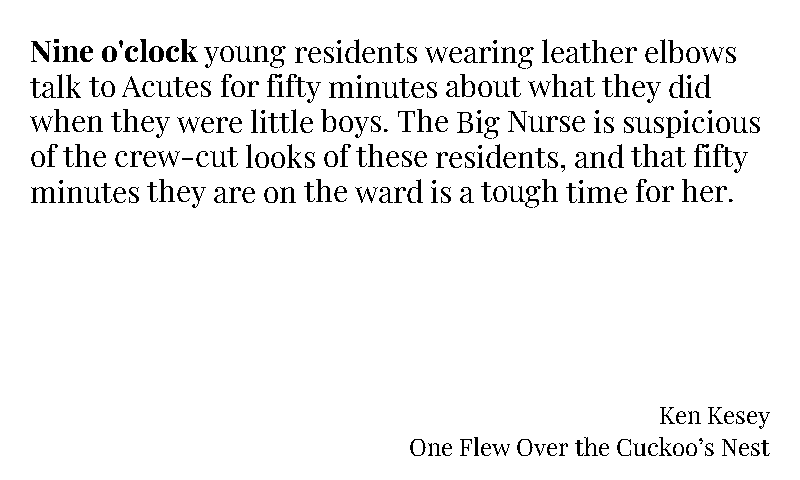 Nine o'clock young residents wearing leather elbows
talk to Acutes for fifty minutes about what they did
when they were little boys. The Big Nurse is suspicious
of the crew-cut looks of these residents, and that fifty
minutes they are on the ward is a tough time for her.
Ken Kesey
One Flew Over the Cuckoo’s Nest